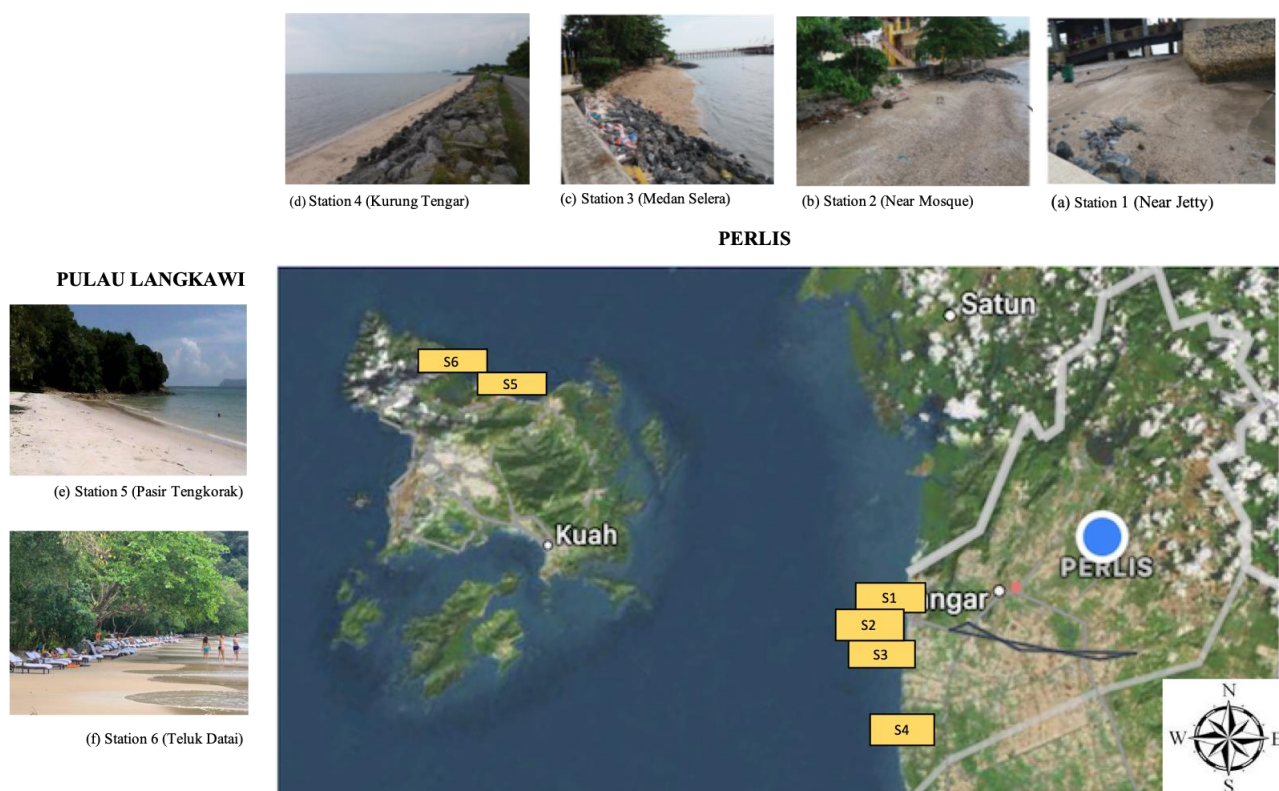 (d) Station 4 (Kurung Tengar)
(c) Station 3 (Medan Selera)
(b) Station 2 (Near Mosque)
(a) Station 1 (Near Jetty)
PERLIS
PULAU LANGKAWI
(e) Station 5 (Pasir Tengkorak)
(f) Station 6 (Teluk Datai)
Satun
S6
S5
Kuah
PERLIS
S1
ngar
S2
S3
S4
N
W
E
S